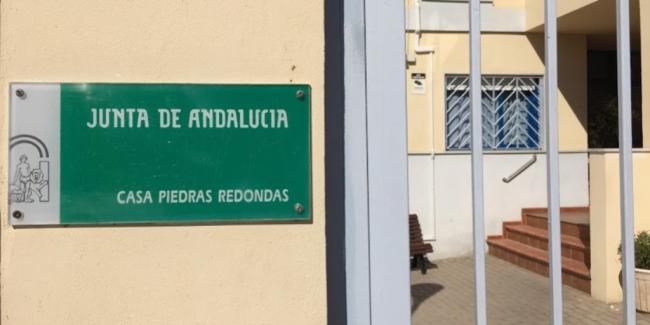 JUNTA DE ANDALUCIA
CASA PIEDRAS REDONDAS